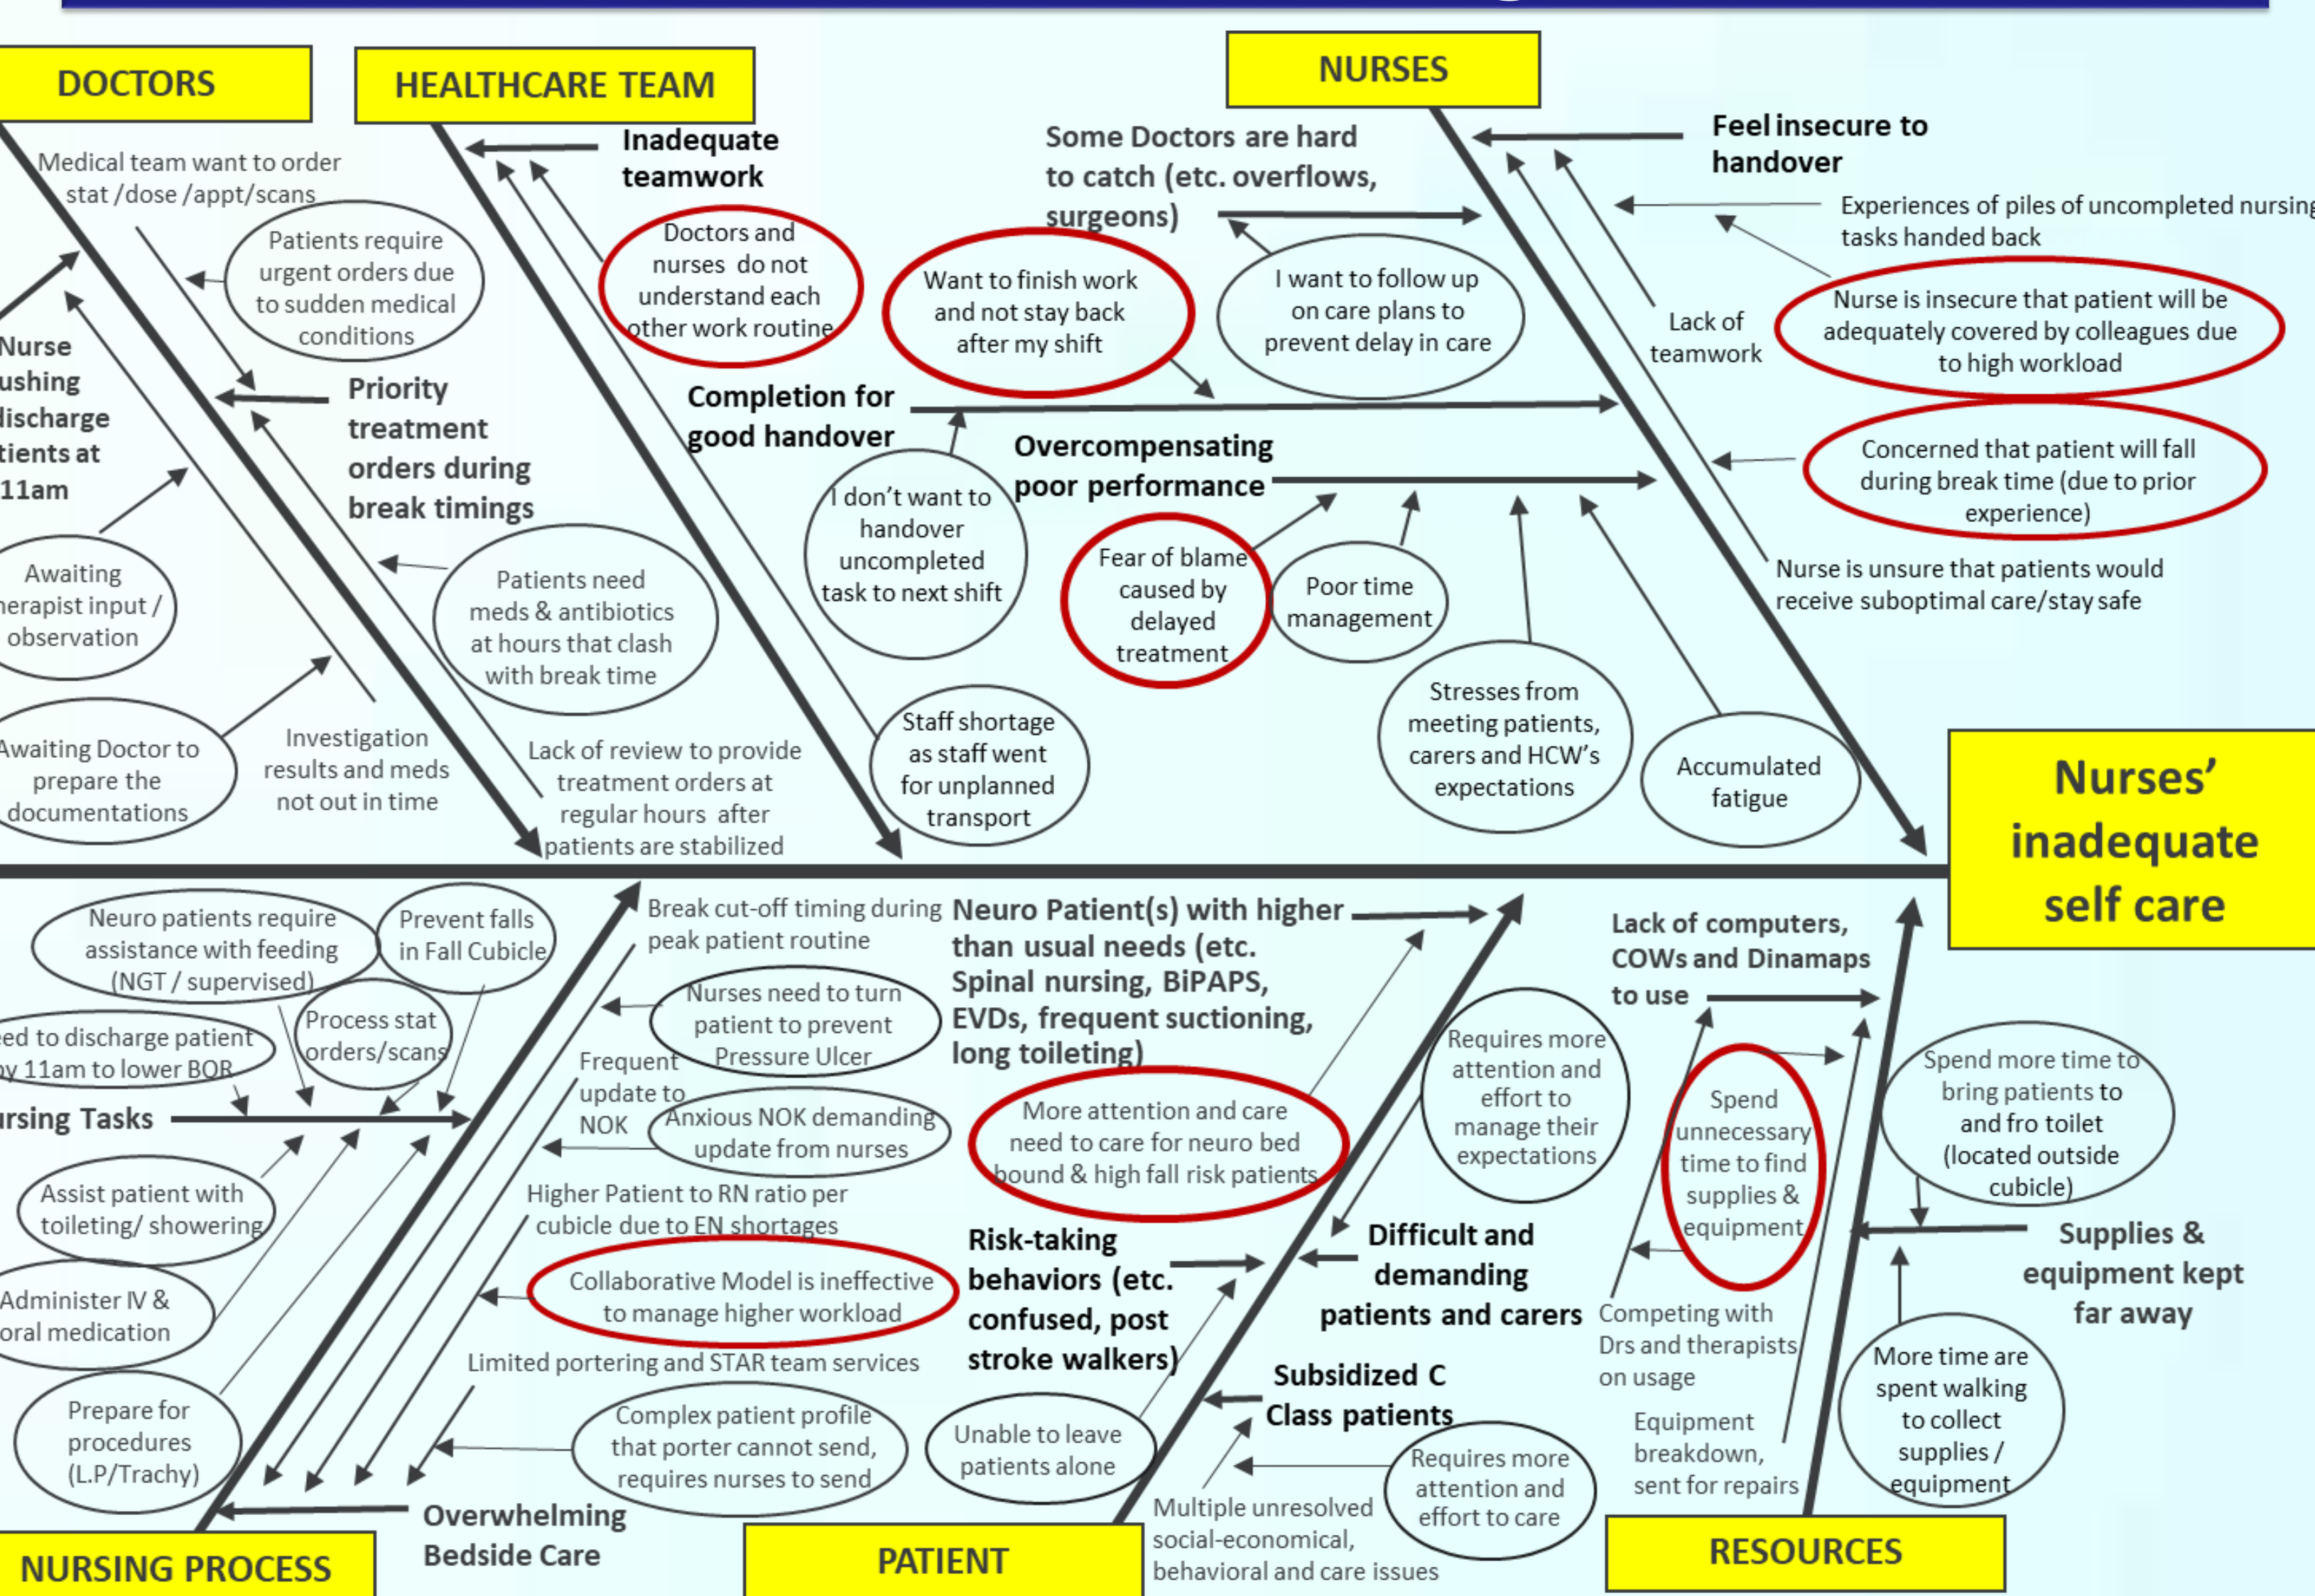 DOCTORS
HEALTHCARE TEAM
NURSES
Medical team want to order
stat /dose /appt/scans
Patients require
urgent orders due
to sudden medical
conditions
Nurse
ushing
discharge
tients at
11am
Priority
treatment
orders during
break timings
Awaiting
herapist input /
observation
Patients need
meds & antibiotics
at hours that clash
with break time
Awaiting Doctor to
prepare the
documentations
Investigation
results and meds
not out in time
Lack of review to provide
treatment orders at
regular hours after
patients are stabilized
Inadequate
teamwork
Doctors and
nurses do not
understand each
other work routine
Staff shortage
as staff went
for unplanned
transport
Some Doctors are hard
to catch (etc. overflows,
surgeons)
Want to finish work
and not stay back
after my shift
I want to follow up
on care plans to
prevent delay in care
Completion for
good handover
I don't want to
handover
uncompleted
task to next shift
Overcompensating
poor performance
Fear of blame
caused by
delayed
treatment
Poor time
management
Stresses from
meeting patients,
carers and HCW's
expectations
Accumulated
fatigue
Feel insecure to
handover
Experiences of piles of uncompleted nursing
tasks handed back
Nurse is insecure that patient will be
adequately covered by colleagues due
to high workload
Lack of
teamwork
Concerned that patient will fall
during break time (due to prior
experience)
Nurse is unsure that patients would
receive suboptimal care/stay safe
Nurses'
inadequate
self care
Neuro patients require
assistance with feeding
(NGT / supervised)
Prevent falls
in Fall Cubicle
eed to discharge patient
by 11am to lower BOR
Process stat
orders/scans
ursing Tasks
Assist patient with
toileting/ showering
Administer IV &
oral medication
Prepare for
procedures
(L.P/Trachy)
Break cut-off timing during
peak patient routine
Nurses need to turn
patient to prevent
Pressure Ulcer
Frequent
update to
NOK
Anxious NOK demanding
update from nurses
Higher Patient to RN ratio per
cubicle due to EN shortages
Collaborative Model is ineffective
to manage higher workload
Limited portering and STAR team services
Complex patient profile
that porter cannot send,
requires nurses to send
Overwhelming
Bedside Care
NURSING PROCESS
Neuro Patient(s) with higher
than usual needs (etc.
Spinal nursing, BiPAPS,
EVDs, frequent suctioning,
long toileting)
More attention and care
need to care for neuro bed
bound & high fall risk patients
Requires more
attention and
effort to
manage their
expectations
Risk-taking
behaviors (etc.
confused, post
stroke walkers)
Difficult and
demanding
patients and carers
Unable to leave
patients alone
Subsidized C
Class patients
Requires more
attention and
effort to care
Multiple unresolved
social-economical,
behavioral and care issues
PATIENT
Lack of computers,
COWs and Dinamaps
to use
Spend
unnecessary
time to find
supplies &
equipment
Spend more time to
bring patients to
and fro toilet
(located outside
cubicle)
Supplies &
equipment kept
far away
Competing with
Drs and therapists
on usage
Equipment
breakdown,
sent for repairs
More time are
spent walking
to collect
supplies /
equipment
RESOURCES